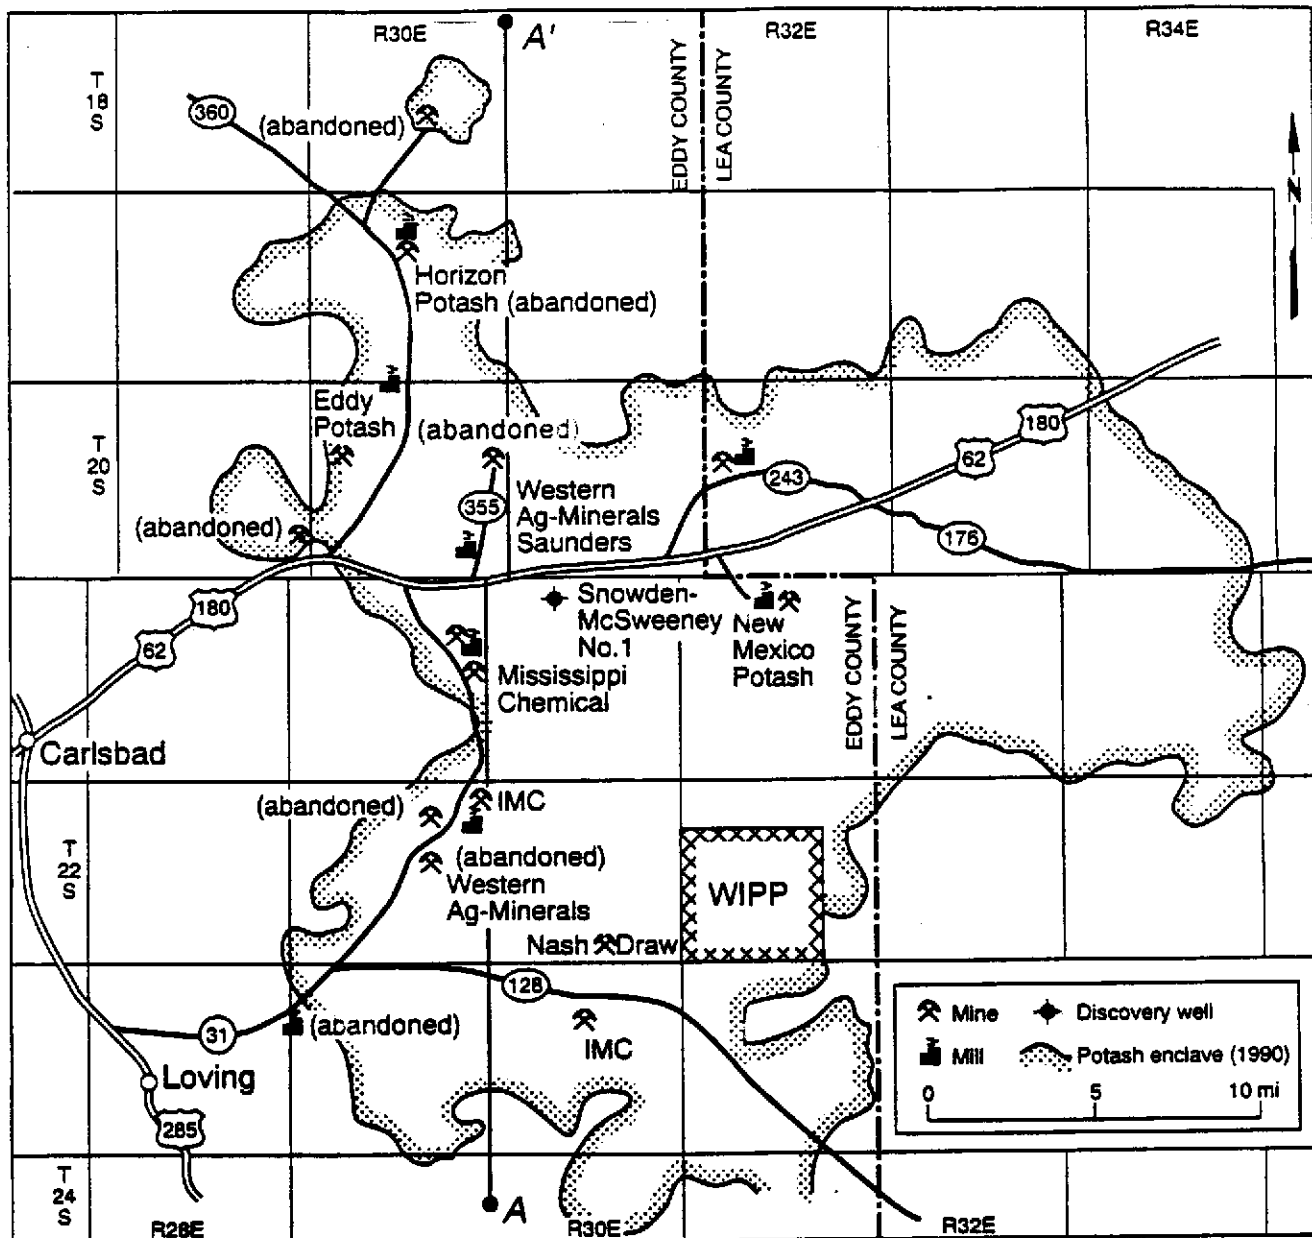 R30E
A'
R32E
R34E
T
18
S
360
(abandoned)
EDDY COUNTY
LEA COUNTY
N
Horizon
Potash (abandoned)
Eddy
Potash
(abandoned)
T
20
S
180
62
243
355
Western
Ag-Minerals
Saunders
(abandoned)
176
180
62
Snowden-
McSweeney
No.1
New
Mexico
Potash
EDDY COUNTY
LEA COUNTY
Mississippi
Chemical
Carlsbad
(abandoned)
IMC
T
22
S
(abandoned)
Western
Ag-Minerals
WIPP
Nash Draw
128
31
(abandoned)
IMC
Loving
285
Mine
Discovery well
Mill
Potash enclave (1990)
0
5
10 mi
T
24
S
R28E
A
R30E
R32E